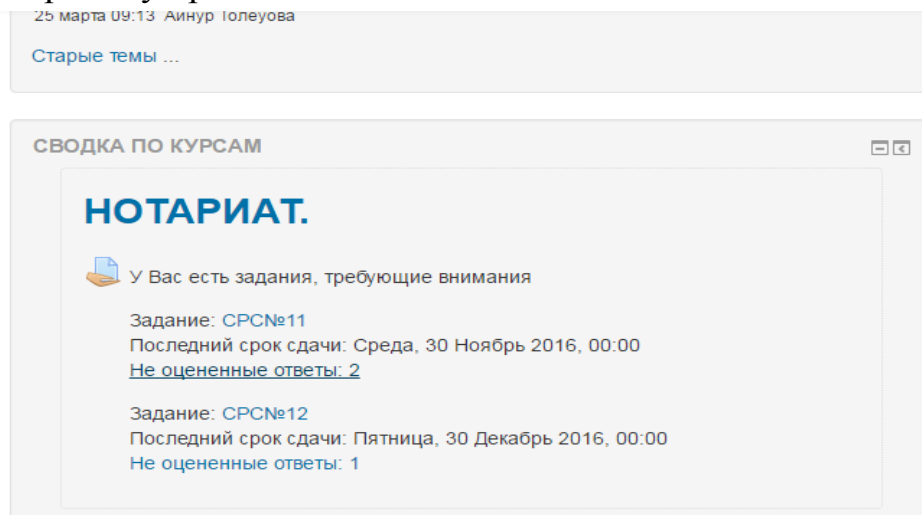 25 марта 09:13 Айнур Толеуова
Старые темы ...
СВОДКА ПО КУРСАМ
НОТАРИАТ.
У Вас есть задания, требующие внимания
Задание: СРС№11
Последний срок сдачи: Среда, 30 Ноябрь 2016, 00:00
Не оцененные ответы: 2
Задание: СРС№12
Последний срок сдачи: Пятница, 30 Декабрь 2016, 00:00
Не оцененные ответы: 1